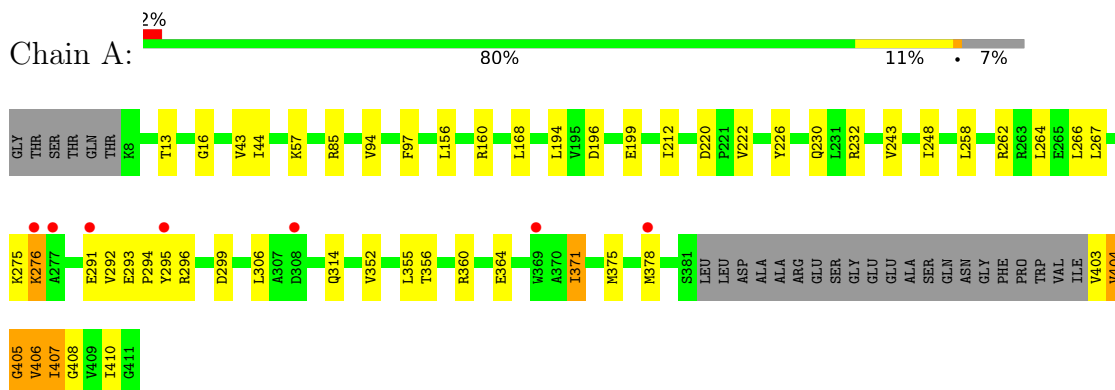 2%
Chain A:
80% 11% • 7%
GLY THR SER THR GLN THR K8 T13 G16 V43 I44 K57 R85 V94 F97 L156 R160 L168 L194 V195 D196 E199 I212 D220 P221 V222 Y226 Q230 L231 R232 V243 I248 L258 R262 R263 L264 E265 L266 L267
K275 K276 A277 E291 V292 E293 P294 Y295 R296 D299 L306 A307 D308 Q314 V352 L355 T356 R360 E364 W369 A370 I371 M375 M378 S381 LEU LEU ASP ALA ALA ARG GLU SER GLY GLU GLU ALA SER GLN ASN GLY PHE PRO TRP VAL ILE V403 V404
G405 V406 I407 G408 V409 I410 G411